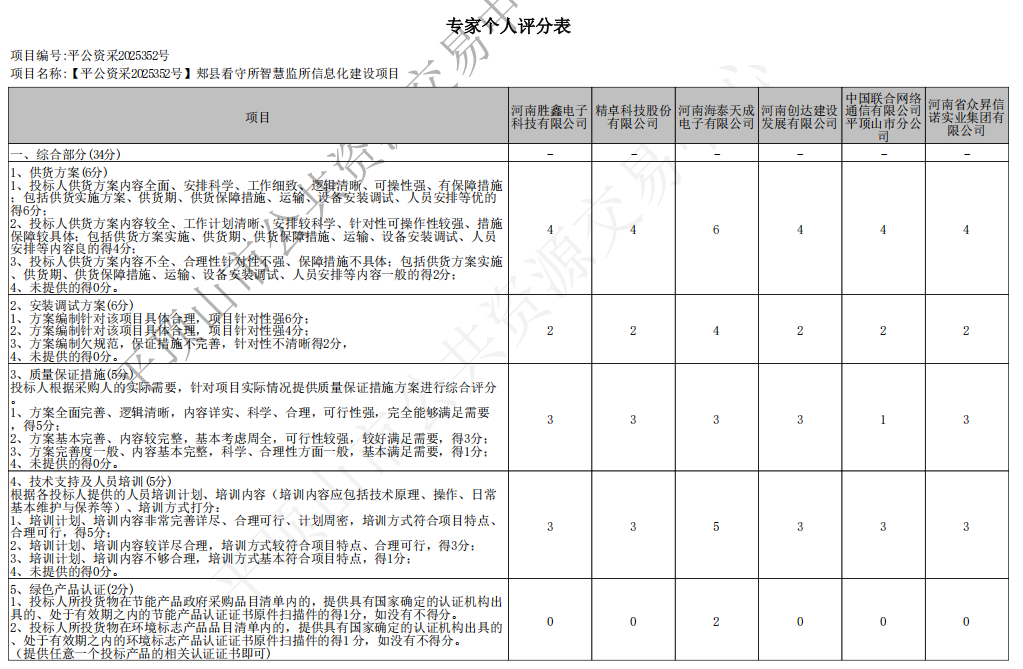 专家个人评分表
项目编号:平公资采2025352号
项目名称:【平公资采2025352号】郏县看守所智慧监所信息化建设项目
项目
河南胜鑫电子
科技有限公司
精卓科技股份
有限公司
河南海泰天成
电子有限公司
河南创达建设
发展有限公司
中国联合网络
通信有限公司
平顶山市分公
司
河南省众昇信
诺实业集团有
限公司
一、综合部分(34分) - - - - - -
1、供货方案(6分)
1、投标人供货方案内容全面、安排科学、工作细致、逻辑清晰、可操性强、有保障措施
；包括供货实施方案、供货期、供货保障措施、运输、设备安装调试、人员安排等优的
得6分；
2、投标人供货方案内容较全、工作计划清晰、安排较科学、针对性可操作性较强、措施
保障较具体；包括供货方案实施、供货期、供货保障措施、运输、设备安装调试、人员
安排等内容良的得4分；
3、投标人供货方案内容不全、合理性针对性不强、保障措施不具体；包括供货方案实施
、供货期、供货保障措施、运输、设备安装调试、人员安排等内容一般的得2分；
4、未提供的得0分。
4 4 6 4 4 4
2、安装调试方案(6分)
1、方案编制针对该项目具体合理，项目针对性强6分；
2、方案编制针对该项目具体合理，项目针对性强4分；
3、方案编制欠规范，保证措施不完善，针对性不清晰得2分，
4、未提供的得0分。
2 2 4 2 2 2
3、质量保证措施(5分)
投标人根据采购人的实际需要，针对项目实际情况提供质量保证措施方案进行综合评分
。
1、方案全面完善、逻辑清晰，内容详实、科学、合理，可行性强，完全能够满足需要
，得5分；
2、方案基本完善、内容较完整，基本考虑周全，可行性较强，较好满足需要，得3分；
3、方案完善度一般、内容基本完整，科学、合理性方面一般，基本满足需要，得1分；
4、未提供的得0分。
3 3 3 3 1 3
4、技术支持及人员培训(5分)
根据各投标人提供的人员培训计划、培训内容（培训内容应包括技术原理、操作、日常
基本维护与保养等）、培训方式打分：
1、培训计划、培训内容非常完善详尽、合理可行、计划周密，培训方式符合项目特点、
合理可行，得5分；
2、培训计划、培训内容较详尽合理，培训方式较符合项目特点、合理可行，得3分；
3、培训计划、培训内容不够合理，培训方式基本符合项目特点，得1分；
4、未提供的得0分。
3 3 5 3 3 3
5、绿色产品认证(2分)
1、投标人所投货物在节能产品政府采购品目清单内的，提供具有国家确定的认证机构出
具的、处于有效期之内的节能产品认证证书原件扫描件的得1分，如没有不得分。
2、投标人所投货物在环境标志产品品目清单内的，提供具有国家确定的认证机构出具的
、处于有效期之内的环境标志产品认证证书原件扫描件的得1 分，如没有不得分。
（提供任意一个投标产品的相关认证证书即可)
0 0 2 0 0 0
平顶山市公共资源交易中
平顶山市公共资源交易中心